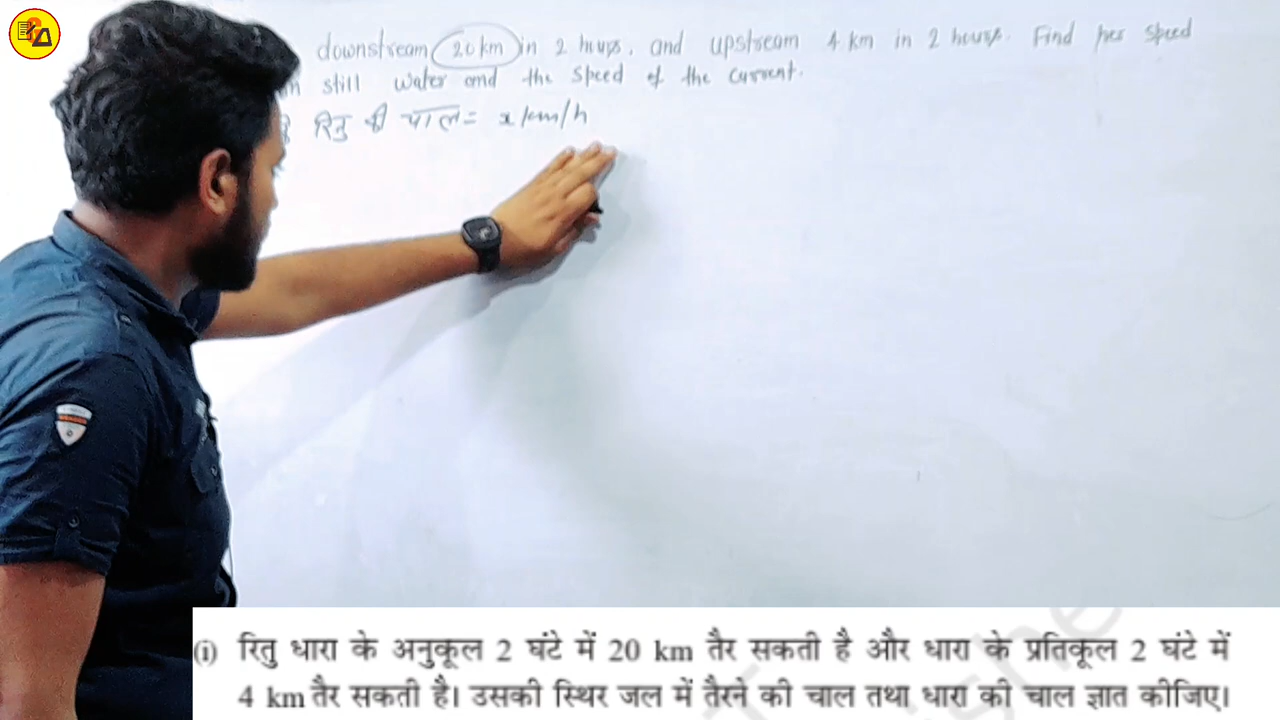 downstream 20 km in 2 hours, and upstream 4 km in 2 hours. Find her speed
still water and the speed of the current.
रितु की चाल = x km/h
(i) रितु धारा के अनुकूल 2 घंटे में 20 km तैर सकती है और धारा के प्रतिकूल 2 घंटे में
4 km तैर सकती है। उसकी स्थिर जल में तैरने की चाल तथा धारा की चाल ज्ञात कीजिए।